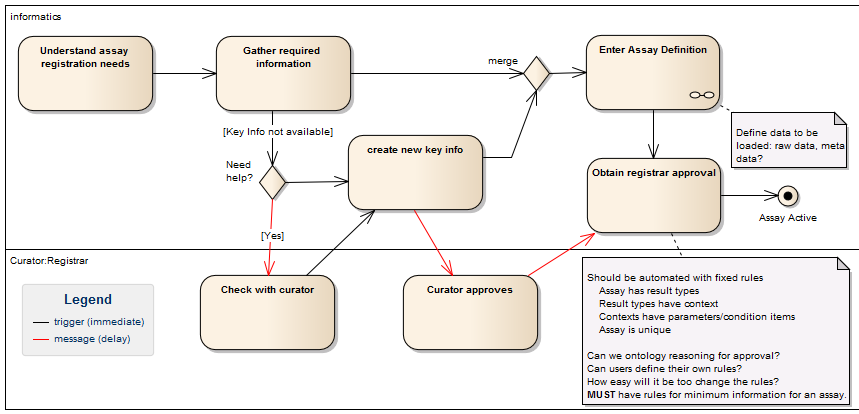 informatics
Understand assay
registration needs
Gather required
information
merge
Enter Assay Definition
[Key Info not available]
Define data to be
loaded: raw data, meta
data?
Need
help?
create new key info
Obtain registrar approval
Assay Active
[Yes]
Curator:Registrar
Check with curator
Curator approves
Legend
trigger (immediate)
message (delay)
Should be automated with fixed rules
Assay has result types
Result types have context
Contexts have parameters/condition items
Assay is unique
Can we ontology reasoning for approval?
Can users define their own rules?
How easy will it be too change the rules?
MUST have rules for minimum information for an assay.